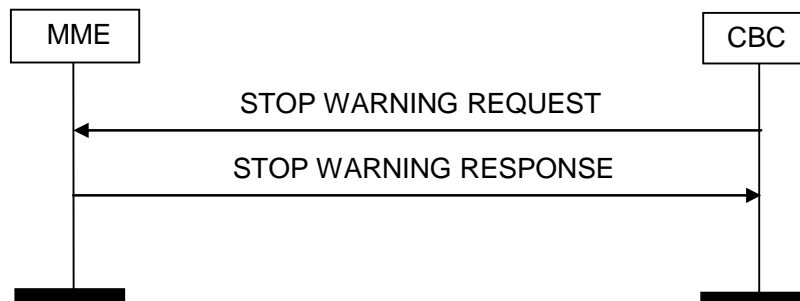 MME
CBC
STOP WARNING REQUEST
STOP WARNING RESPONSE